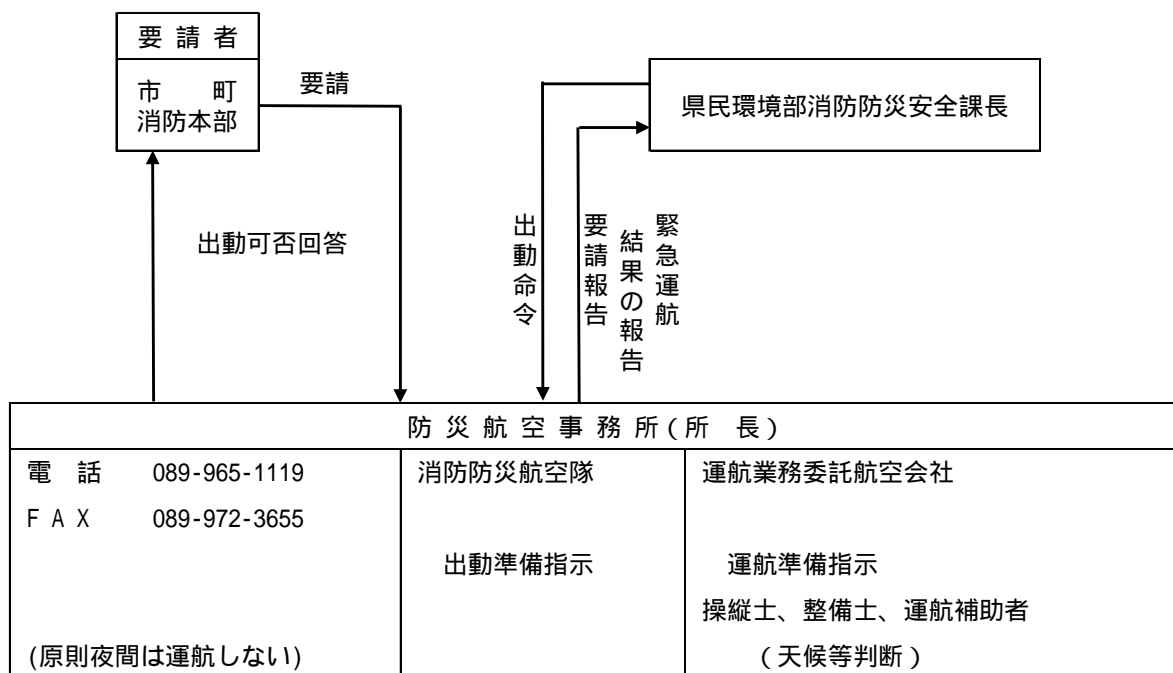 要 請 者
市　　町
消防本部
要請
県民環境部消防防災安全課長
出動可否回答
出動命令
要請報告
緊急運航
結果の報告
防 災 航 空 事 務 所 ( 所　長 )
電　話　　089-965-1119
ＦＡＸ　　089-972-3655
(原則夜間は運航しない)
消防防災航空隊
出動準備指示
運航業務委託航空会社
運航準備指示
操縦士、整備士、運航補助者
( 天候等判断 )